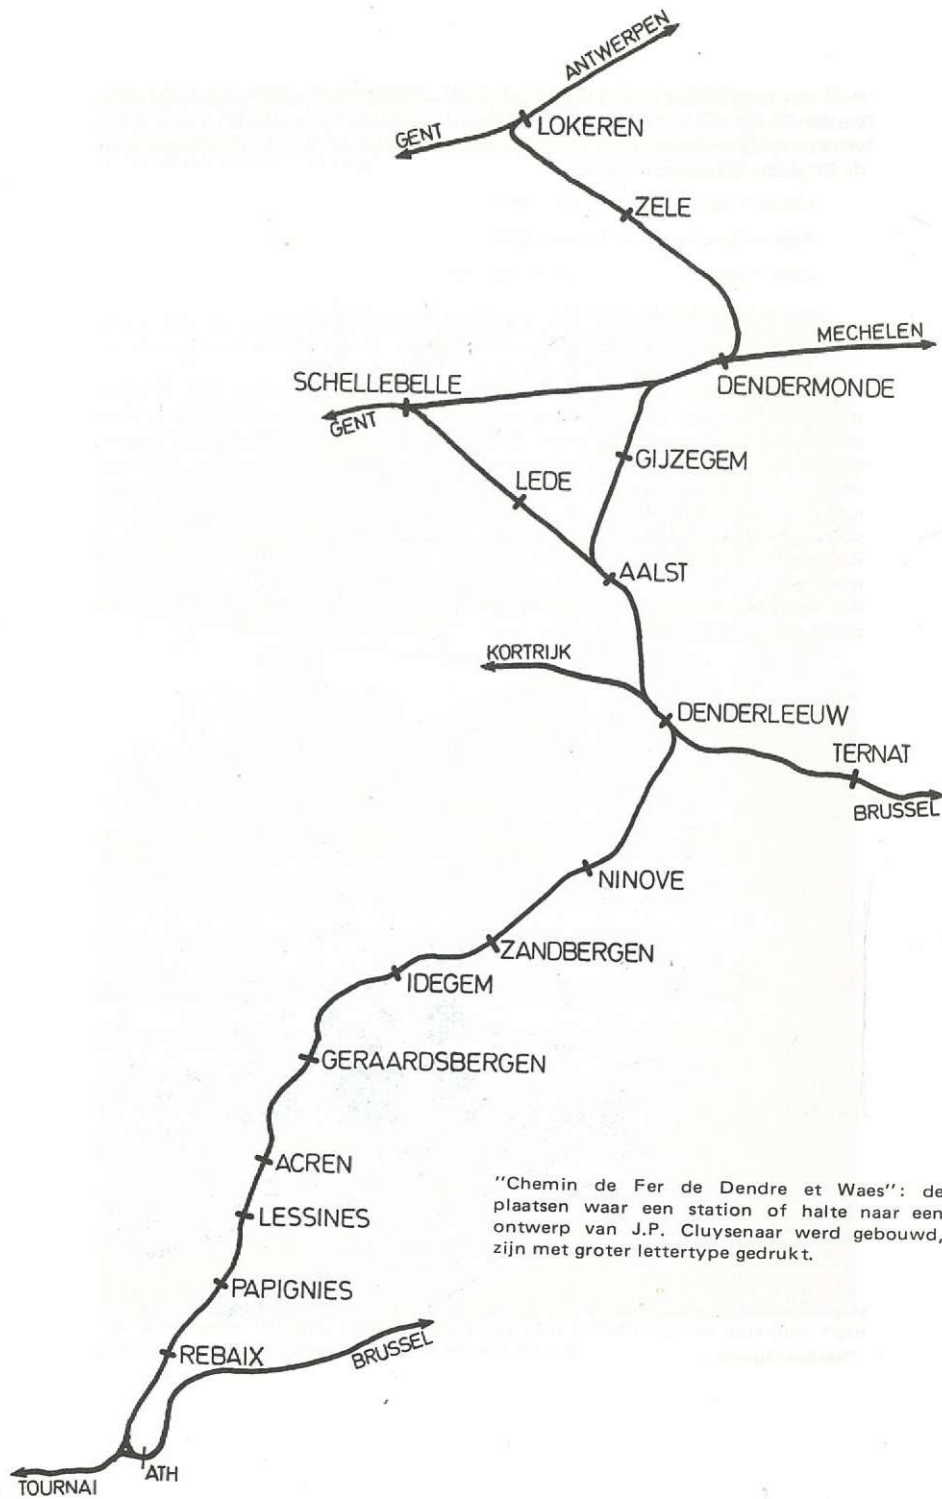 ANTWERPEN
LOKEREN
GENT
ZELE
MECHELEN
DENDERMONDE
SCHELLEBELLE
GENT
GIJZEGEM
LEDE
AALST
KORTRIJK
DENDERLEEUW
TERNAT
BRUSSEL
NINOVE
ZANDBERGEN
IDEGEM
GERAARDSBERGEN
ACREN
"Chemin de Fer de Dendre et Waes": de
plaatsen waar een station of halte naar een
ontwerp van J.P. Cluysenaar werd gebouwd,
zijn met groter lettertype gedrukt.
LESSINES
PAPIGNIES
REBAIX
BRUSSEL
ATH
TOURNAI